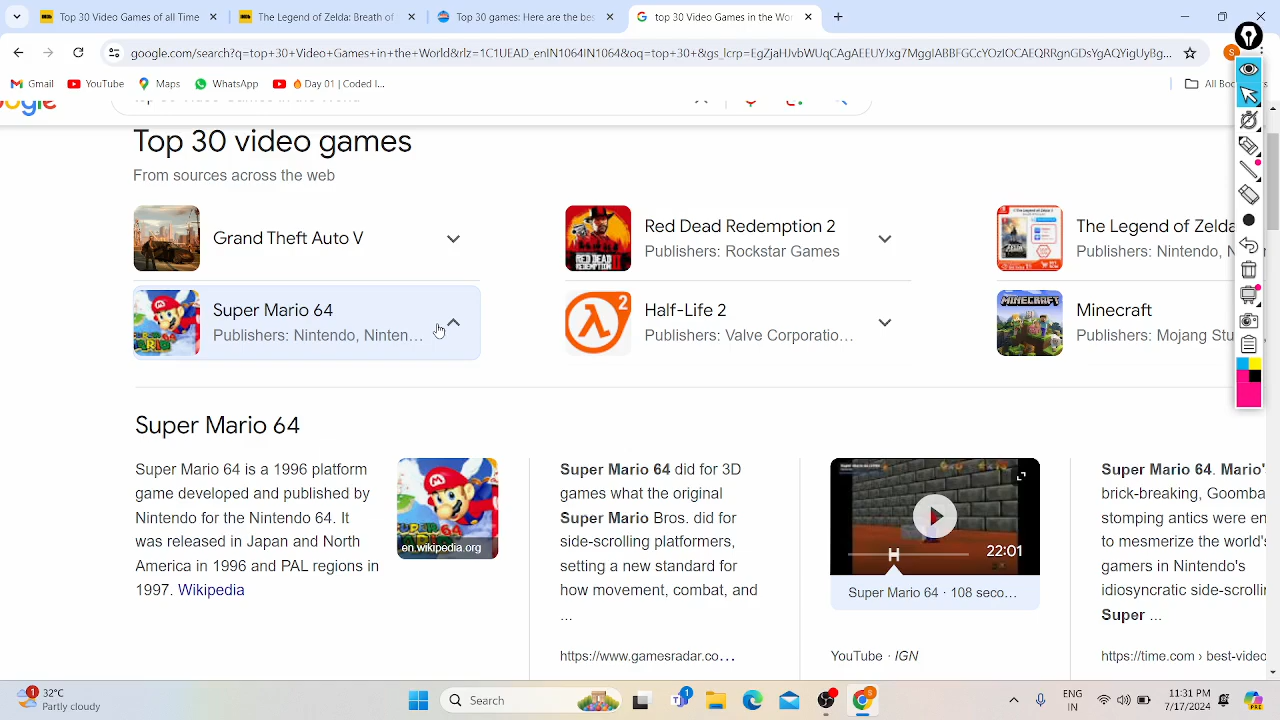 Top 30 Video Games of all Time
The Legend of Zelda Breath of
Top 30 games: Here are the bes
top 30 Video Games in the Worl
google.com/search?q=top+30+Video+Games+in+the+World&rlz=
Gmail
YouTube
Maps
WhatsApp
Day 01 | Coded I...
All Bo
Top 30 video games
From sources across the web
Grand Theft Auto V
Red Dead Redemption 2
Publishers: Rockstar Games
The Legend of Zelda
Publishers: Nintendo, N
Super Mario 64
Publishers: Nintendo, Ninten...
Half-Life 2
Publishers: Valve Corporatio...
MINECRAFT
Minecraft
Publishers: Mojang Stu
Super Mario 64
Super Mario 64 is a 1996 platform
game developed and published by
Nintendo for the Nintendo 64. It
was released in Japan and North
America in 1996 and PAL regions in
1997. Wikipedia
en.wikipedia.org
Super Mario 64 did for 3D
games what the original
Super Mario Bros. did for
side-scrolling platformers,
setting a new standard for
how movement, combat, and
...
https://www.gamesradar.co...
22:01
Super Mario 64 · 108 seco...
YouTube · IGN
Super Mario 64. Mario'
brick-breaking, Goomba
stomping antics were en
to mesmerize the world's
gamers in Nintendo's
idiosyncratic side-scrolli
Super ...
https://time.com › best-video
1
32°C
Partly cloudy
Search
1
ENG
IN
11:31 PM
7/17/2024